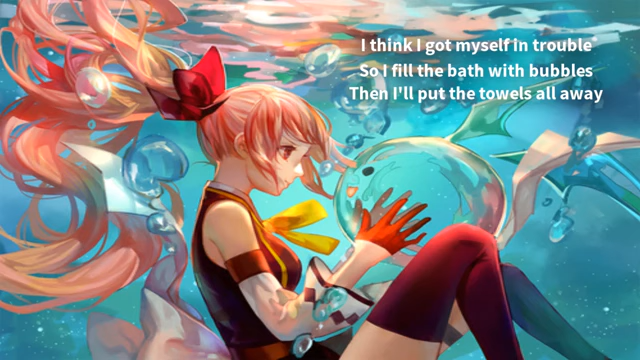 I think I got myself in trouble
So I fill the bath with bubbles
Then I'll put the towels all away